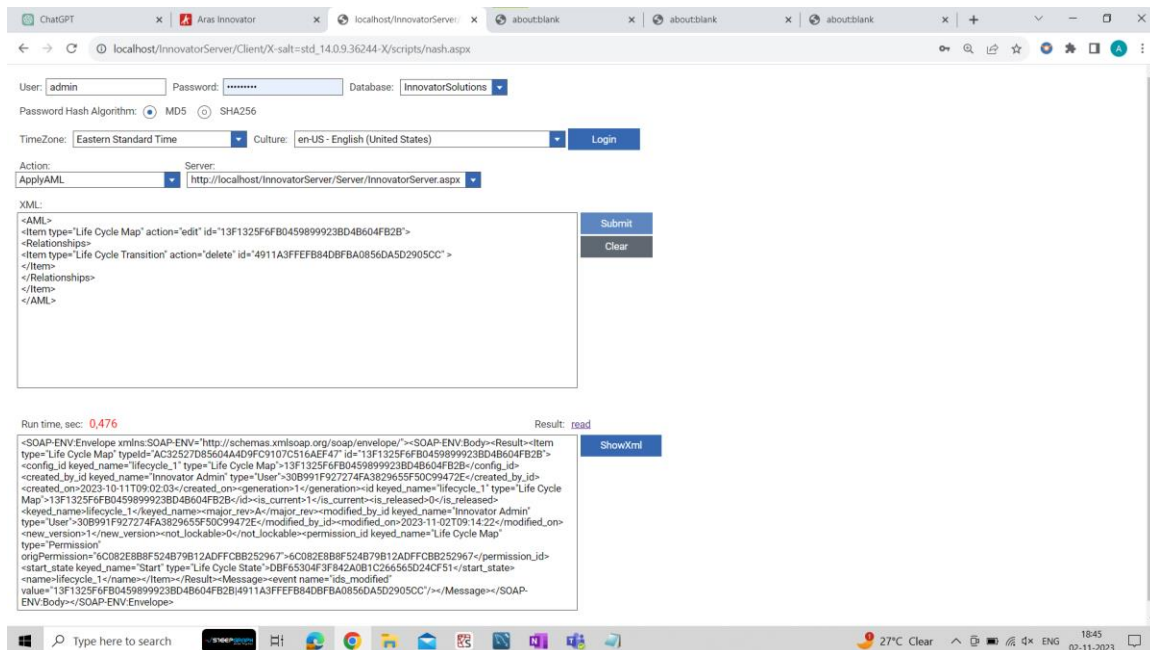 ChatGPT
Aras Innovator
localhost/InnovatorServer/
about:blank
about:blank
about:blank
localhost/InnovatorServer/Client/X-salt=std_14.0.9.36244-X/scripts/nash.aspx
A
User: admin Password: ••••••••• Database: InnovatorSolutions
Password Hash Algorithm: MD5 SHA256
TimeZone: Eastern Standard Time Culture: en-US - English (United States) Login
Action: Server:
ApplyAML http://localhost/InnovatorServer/Server/InnovatorServer.aspx
XML:
<AML>
<Item type="Life Cycle Map" action="edit" id="13F1325F6FB0459899923BD4B604FB2B">
<Relationships>
<Item type="Life Cycle Transition" action="delete" id="4911A3FFEFB84DBFBA0856DA5D2905CC" >
</Item>
</Relationships>
</Item>
</AML>
Submit
Clear
Run time, sec: 0,476 Result: read
<SOAP-ENV:Envelope xmlns:SOAP-ENV="http://schemas.xmlsoap.org/soap/envelope/"><SOAP-ENV:Body><Result><Item
type="Life Cycle Map" typeId="AC32527D85604A4D9FC9107C516AEF47" id="13F1325F6FB0459899923BD4B604FB2B">
<config_id keyed_name="lifecycle_1" type="Life Cycle Map">13F1325F6FB0459899923BD4B604FB2B</config_id>
<created_by_id keyed_name="Innovator Admin" type="User">30B991F927274FA3829655F50C99472E</created_by_id>
<created_on>2023-10-11T09:02:03</created_on><generation>1</generation><id keyed_name="lifecycle_1" type="Life Cycle
Map">13F1325F6FB0459899923BD4B604FB2B</id><is_current>1</is_current><is_released>0</is_released>
<keyed_name>lifecycle_1</keyed_name><major_rev>A</major_rev><modified_by_id keyed_name="Innovator Admin"
type="User">30B991F927274FA3829655F50C99472E</modified_by_id><modified_on>2023-11-02T09:14:22</modified_on>
<new_version>1</new_version><not_lockable>0</not_lockable><permission_id keyed_name="Life Cycle Map"
type="Permission"
origPermission="6C082E8B8F524B79B12ADFFCBB252967">6C082E8B8F524B79B12ADFFCBB252967</permission_id>
<start_state keyed_name="Start" type="Life Cycle State">DBF65304F3F842A0B1C266565D24CF51</start_state>
<name>lifecycle_1</name></Item></Result><Message><event name="ids_modified"
value="13F1325F6FB0459899923BD4B604FB2B|4911A3FFEFB84DBFBA0856DA5D2905CC"/></Message></SOAP-
ENV:Body></SOAP-ENV:Envelope>
ShowXml
Type here to search
27°C Clear
ENG
18:45
02-11-2023